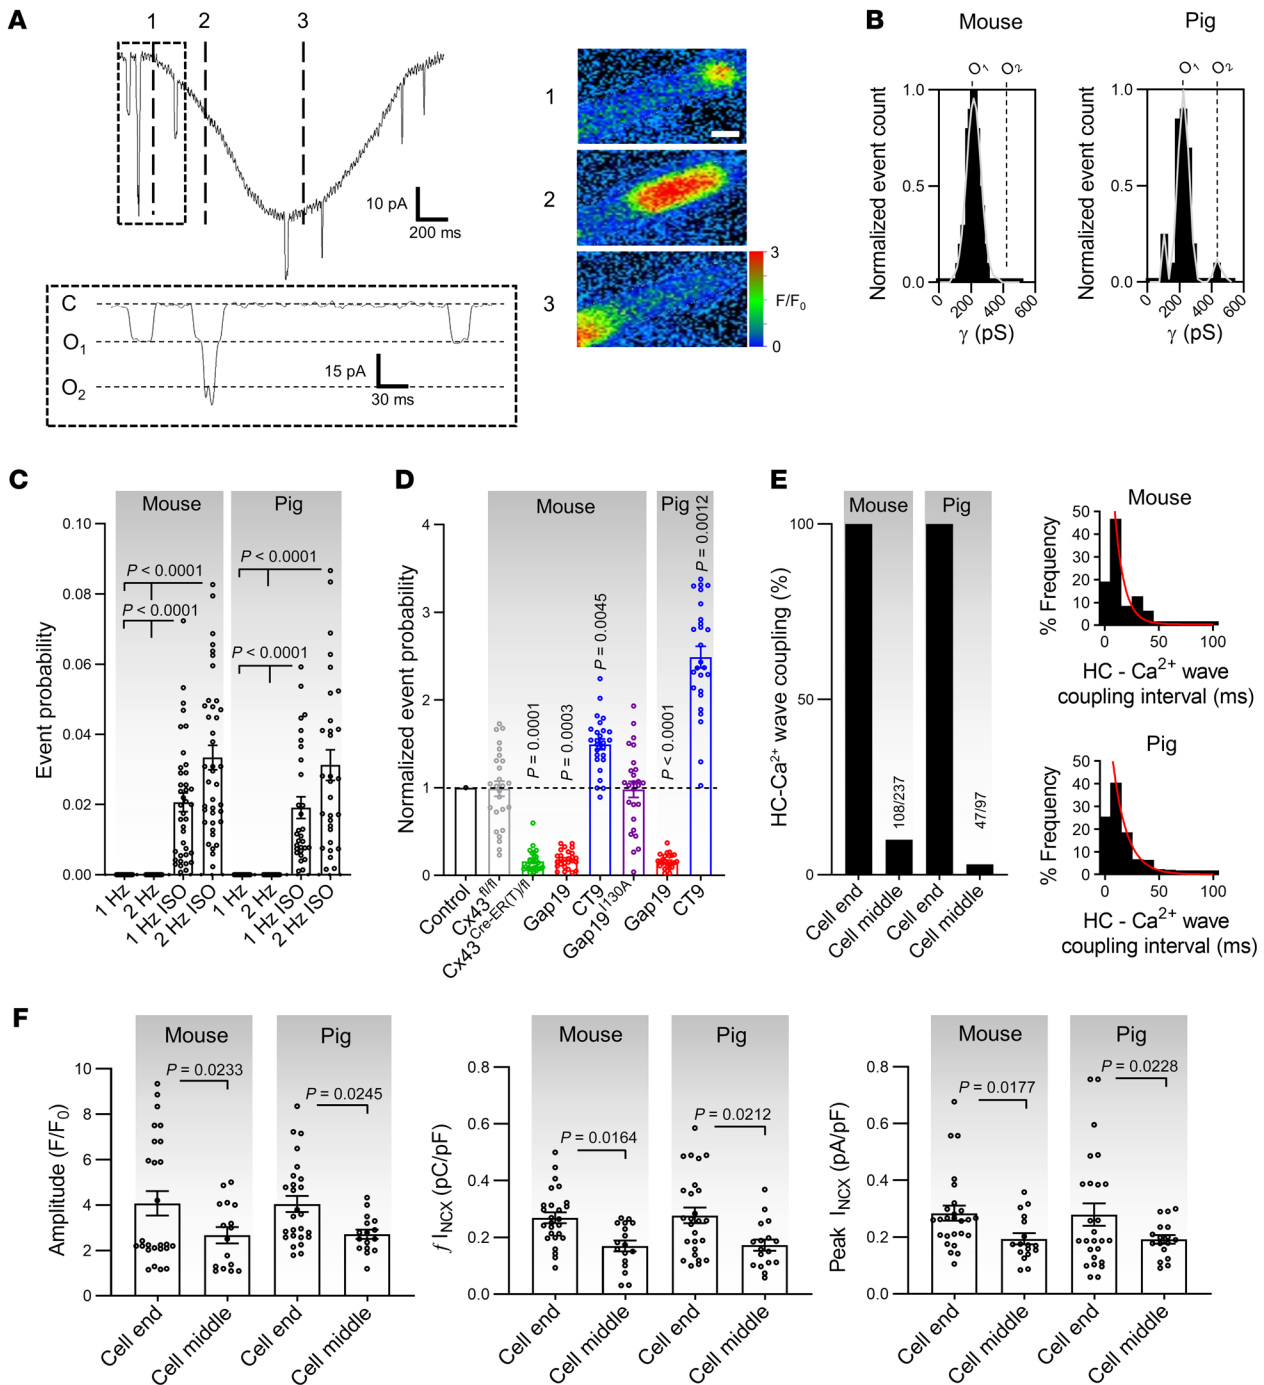 A
1
2
3
10 pA
200 ms
C
O1
O2
15 pA
30 ms
1
2
3
3
F/F0
0
B
Mouse
Pig
O1
O2
O1
O2
Normalized event count
1.0
0.5
0.0
0
200
400
600
γ (pS)
Normalized event count
1.0
0.5
0.0
0
200
400
600
γ (pS)
C
Mouse
Pig
Event probability
0.10
0.08
0.06
0.04
0.02
0.00
P < 0.0001
P < 0.0001
P < 0.0001
P < 0.0001
1 Hz
2 Hz
1 Hz ISO
2 Hz ISO
1 Hz
2 Hz
1 Hz ISO
2 Hz ISO
D
Mouse
Pig
Normalized event probability
4
3
2
1
0
P = 0.0001
P = 0.0003
P = 0.0045
P < 0.0001
P = 0.0012
Control
Cx43fl/fl
Cx43Cre-ER(T)/fl
Gap19
CT9
Gap19I130A
Gap19
CT9
E
Mouse
Pig
HC-Ca2+ wave coupling (%)
100
50
0
108/237
47/97
Cell end
Cell middle
Cell end
Cell middle
Mouse
% Frequency
50
40
30
20
10
0
0
50
100
HC - Ca2+ wave
coupling interval (ms)
Pig
% Frequency
50
40
30
20
10
0
0
50
100
HC - Ca2+ wave
coupling interval (ms)
F
Mouse
Pig
Amplitude (F/F0)
10
8
6
4
2
0
P = 0.0233
P = 0.0245
Cell end
Cell middle
Cell end
Cell middle
Mouse
Pig
ƒ INCX (pC/pF)
0.8
0.6
0.4
0.2
0.0
P = 0.0164
P = 0.0212
Cell end
Cell middle
Cell end
Cell middle
Mouse
Pig
Peak INCX (pA/pF)
0.8
0.6
0.4
0.2
0.0
P = 0.0177
P = 0.0228
Cell end
Cell middle
Cell end
Cell middle